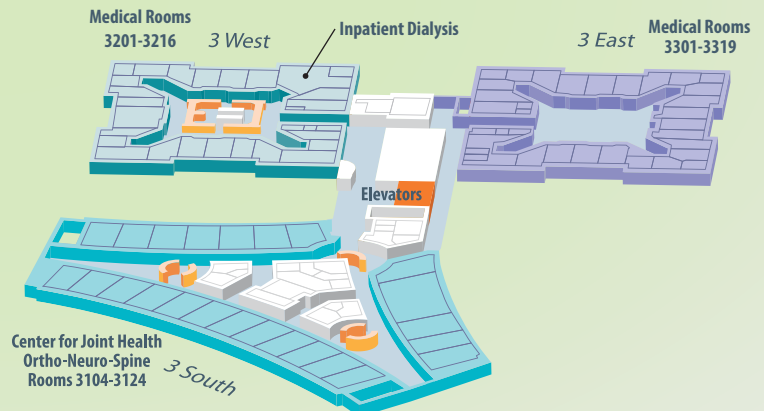 Medical Rooms
3201-3216
3 West
Inpatient Dialysis
3 East
Medical Rooms
3301-3319
Elevators
Center for Joint Health
Ortho-Neuro-Spine
Rooms 3104-3124
3 South